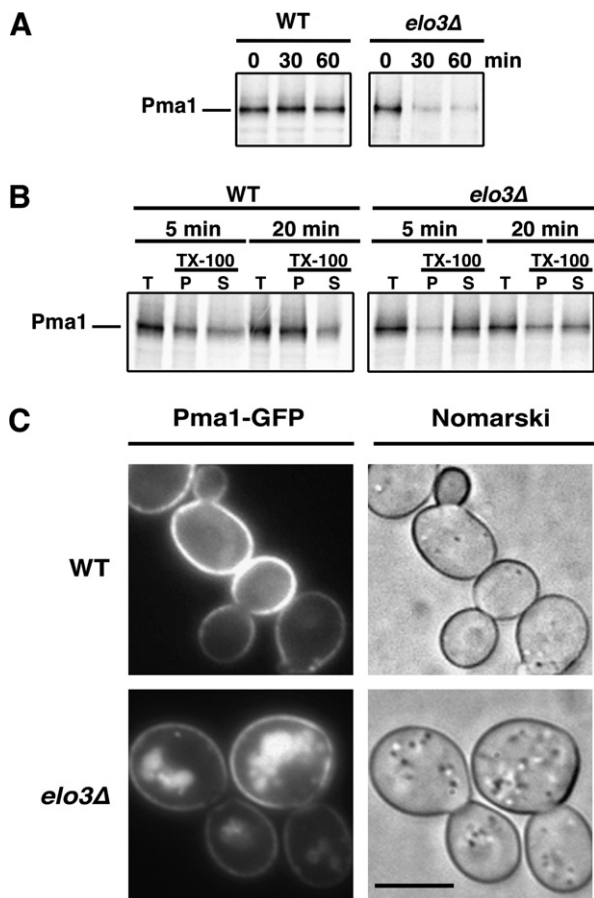 A
WT elo3Δ
0 30 60 0 30 60 min
Pma1
B
WT elo3Δ
5 min 20 min 5 min 20 min
TX-100 TX-100 TX-100 TX-100
T P S T P S T P S T P S
Pma1
C
Pma1-GFP Nomarski
WT
elo3Δ